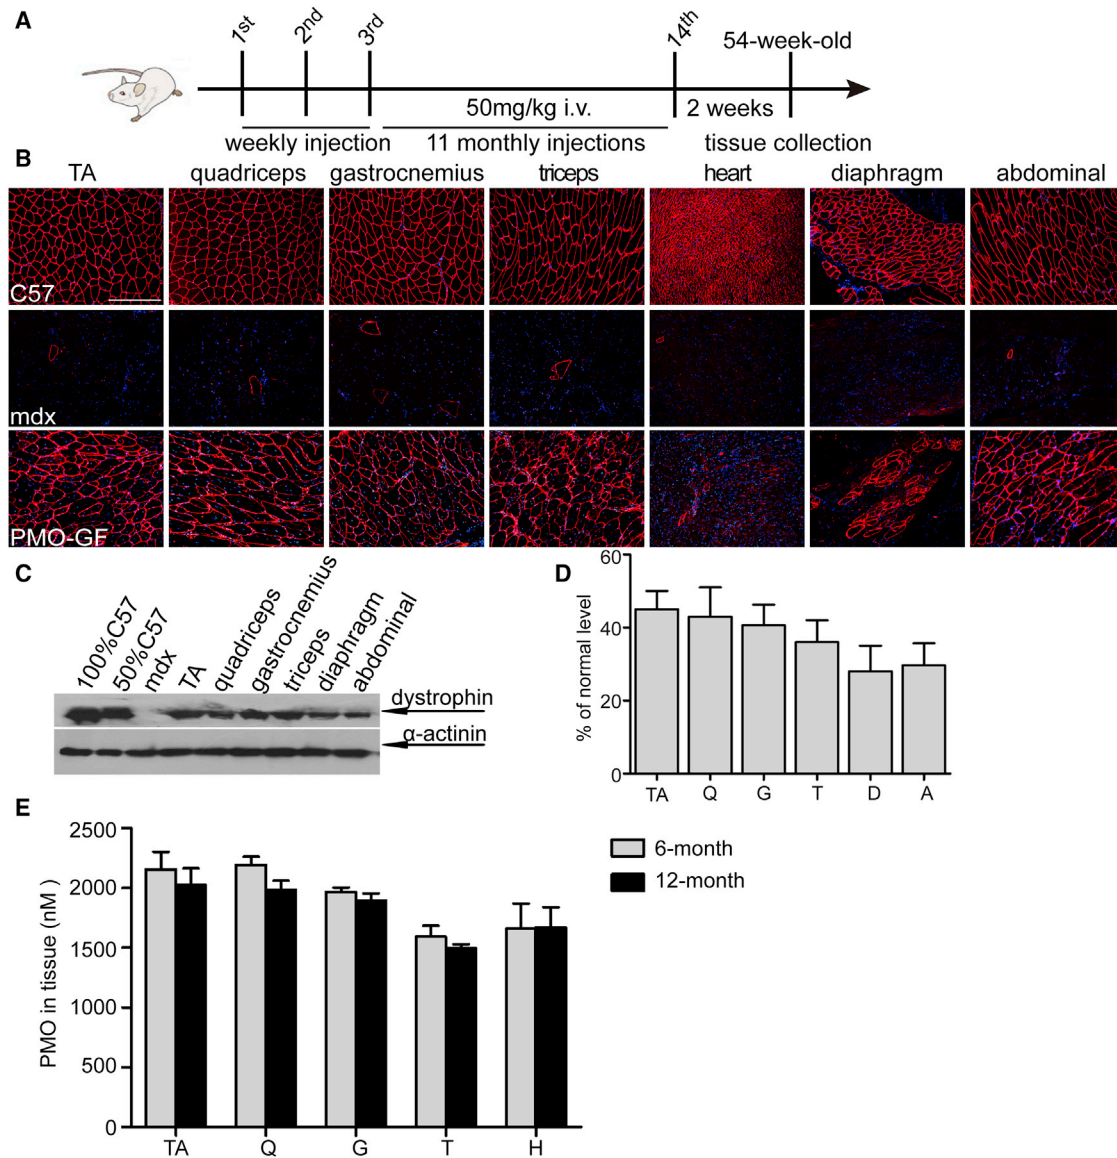 A
1st
2nd
3rd
14th
54-week-old
50mg/kg i.v.
2 weeks
weekly injection
11 monthly injections
tissue collection
B
TA quadriceps gastrocnemius triceps heart diaphragm abdominal
C57
mdx
PMO-GF
C
100%C57
50%C57
mdx
TA
quadriceps
gastrocnemius
triceps
diaphragm
abdominal
dystrophin
α-actinin
D
% of normal level
60
40
20
0
TA Q G T D A
E
PMO in tissue (nM)
2500
2000
1500
1000
500
0
TA Q G T H
6-month
12-month